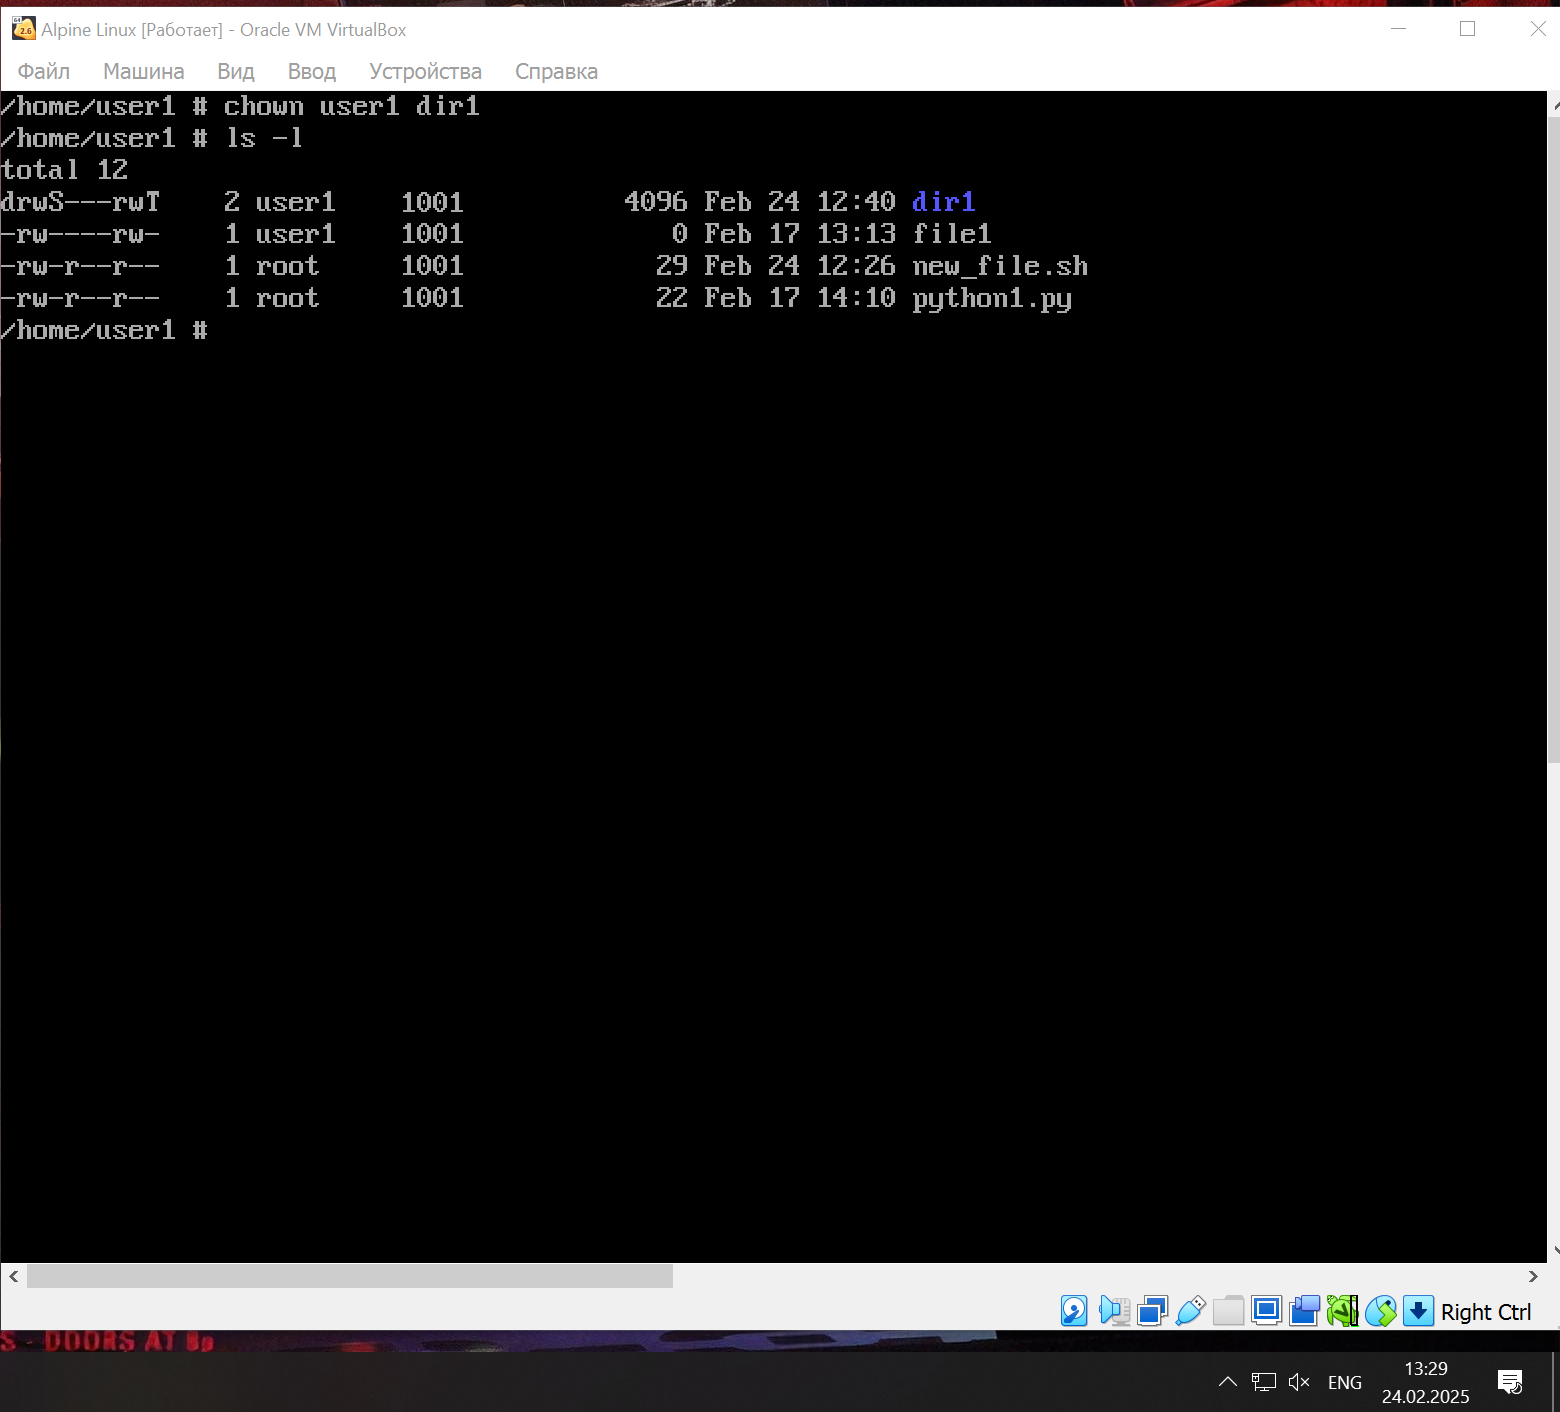 Alpine Linux [Работает] - Oracle VM VirtualBox
Файл Машина Вид Ввод Устройства Справка
/home/user1 # chown user1 dir1
/home/user1 # ls -l
total 12
drwS---rwT 2 user1 1001 4096 Feb 24 12:40 dir1
-rw----rw- 1 user1 1001 0 Feb 17 13:13 file1
-rw-r--r-- 1 root 1001 29 Feb 24 12:26 new_file.sh
-rw-r--r-- 1 root 1001 22 Feb 17 14:10 python1.py
/home/user1 #
Right Ctrl
S - DOORS AT 8p
ENG
13:29
24.02.2025